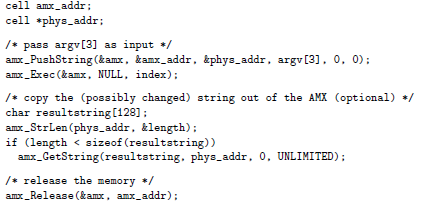 cell amx_addr;
cell *phys_addr;
/* pass argv[3] as input */
amx_PushString(&amx, &amx_addr, &phys_addr, argv[3], 0, 0);
amx_Exec(&amx, NULL, index);
/* copy the (possibly changed) string out of the AMX (optional) */
char resultstring[128];
amx_StrLen(phys_addr, &length);
if (length < sizeof(resultstring))
  amx_GetString(resultstring, phys_addr, 0, UNLIMITED);
/* release the memory */
amx_Release(&amx, amx_addr);